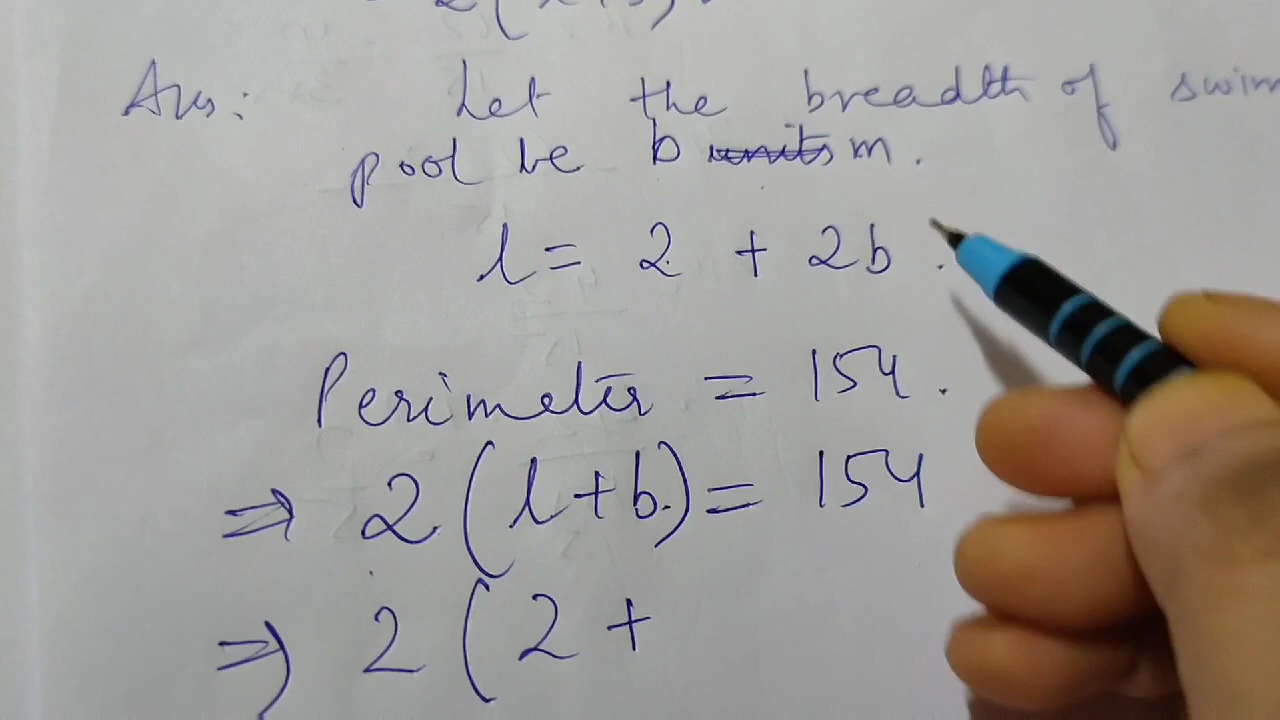 Ans: Let the breadth of swim
pool be b units m.
l = 2 + 2b.
Perimeter = 154.
⇒ 2(l+b) = 154
⇒ 2(2+